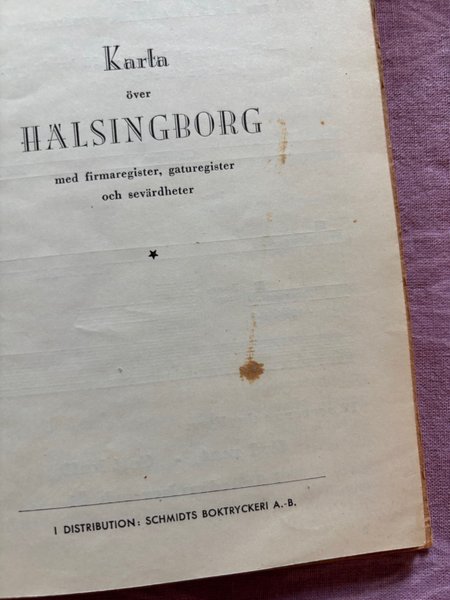 Karta
över
HÄLSINGBORG
med firmaregister, gaturegister
och sevärdheter
I DISTRIBUTION: SCHMIDTS BOKTRYCKERI A.-B.